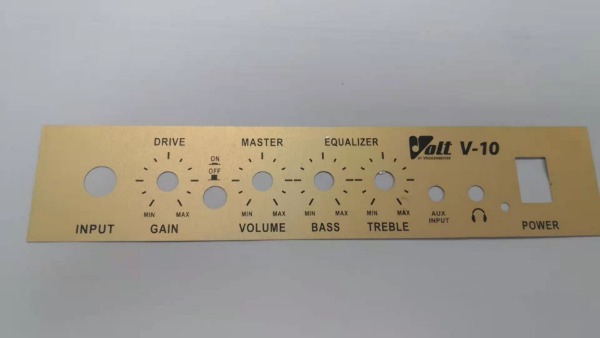 DRIVE
MASTER
EQUALIZER
Volt V-10
ON
OFF
MIN MAX
MIN MAX
MIN MAX
MIN MAX
AUX
INPUT
INPUT
GAIN
VOLUME
BASS
TREBLE
POWER